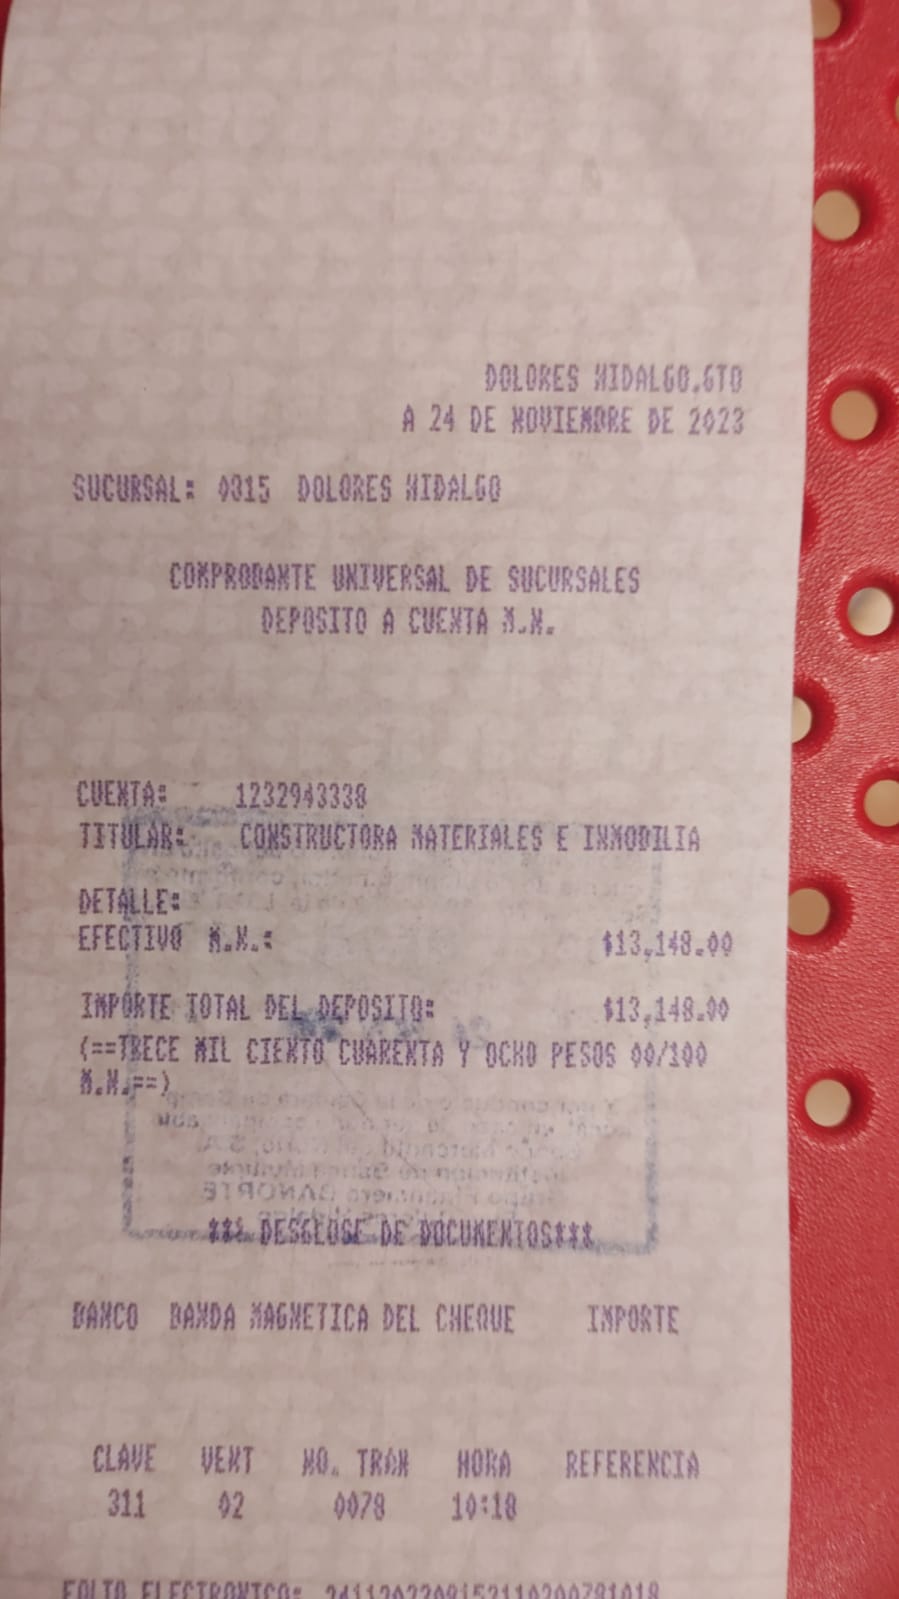 DOLORES HIDALGO,GTO
A 24 DE NOVIEMBRE DE 2023
SUCURSAL: 0815 DOLORES HIDALGO
COMPROBANTE UNIVERSAL DE SUCURSALES
DEPOSITO A CUENTA M.N.
CUENTA: 1232943338
TITULAR: CONSTRUCTORA MATERIALES E INMOBILIA
DETALLE:
EFECTIVO M.N.: $13,148.00
IMPORTE TOTAL DEL DEPOSITO: $13,148.00
(==TRECE MIL CIENTO CUARENTA Y OCHO PESOS 00/100
M.N.==)
*** DESGLOSE DE DOCUMENTOS***
BANCO BANDA MAGNETICA DEL CHEQUE IMPORTE
CLAVE VENT NO. TRAN HORA REFERENCIA
311 02 0078 10:18
FOLIO ELECTRONICO: